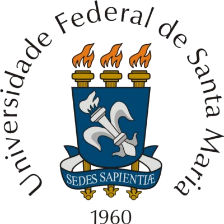 Universidade Federal de Santa Maria
SEDES SAPIENTIÆ
1960